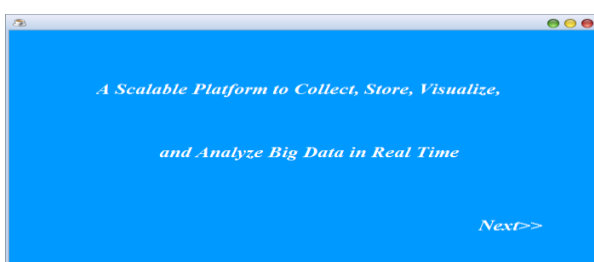 A Scalable Platform to Collect, Store, Visualize,
and Analyze Big Data in Real Time
Next>>